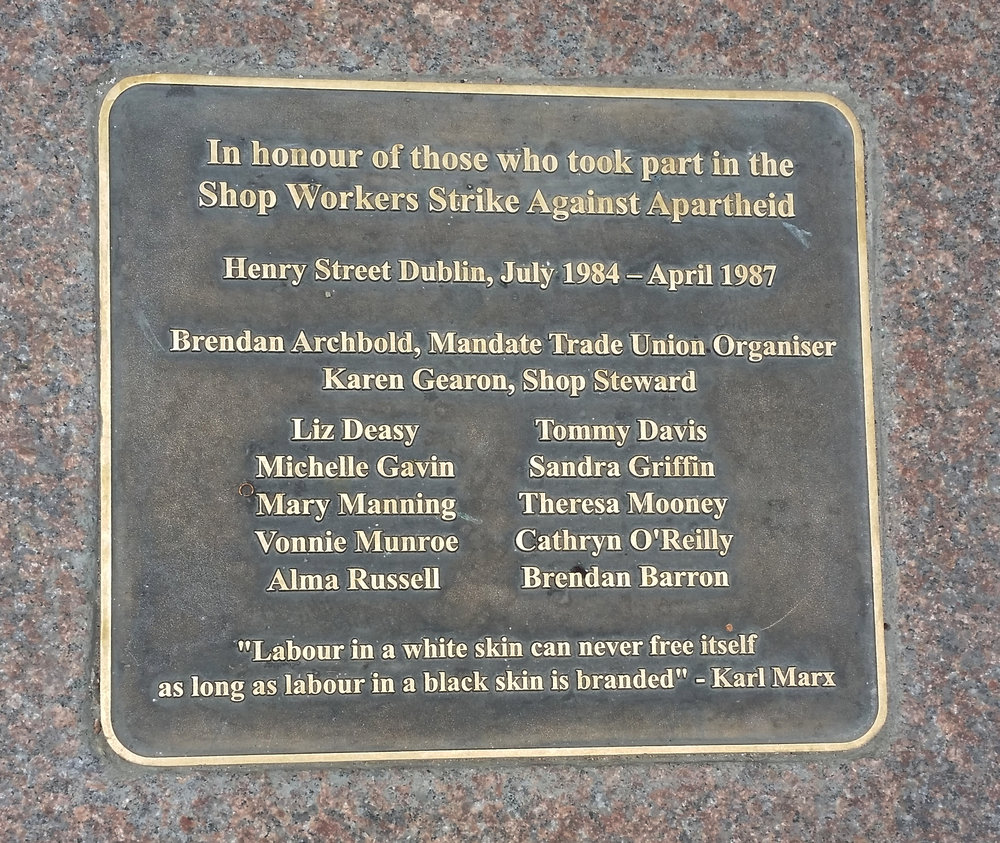 In honour of those who took part in the
Shop Workers Strike Against Apartheid
Henry Street Dublin, July 1984 – April 1987
Brendan Archbold, Mandate Trade Union Organiser
Karen Gearon, Shop Steward
Liz Deasy Tommy Davis
Michelle Gavin Sandra Griffin
Mary Manning Theresa Mooney
Vonnie Munroe Cathryn O'Reilly
Alma Russell Brendan Barron
"Labour in a white skin can never free itself
as long as labour in a black skin is branded" - Karl Marx